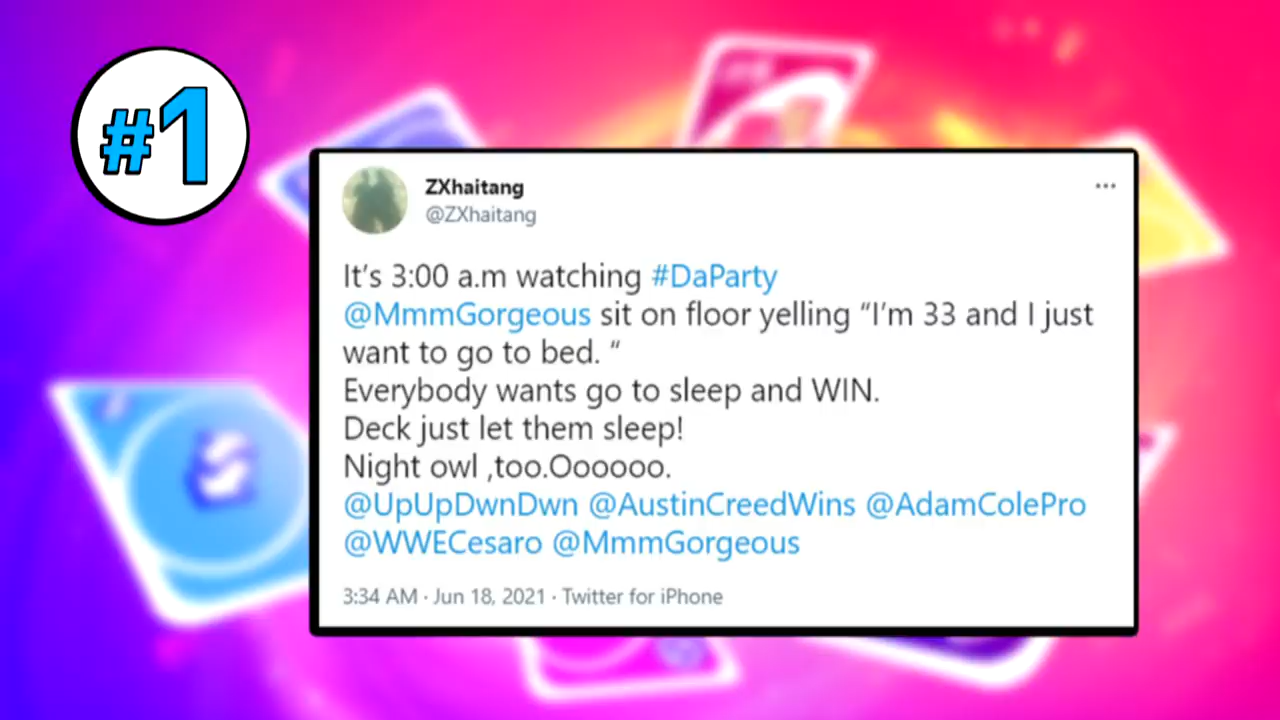 #1
ZXhaitang
@ZXhaitang
It's 3:00 a.m watching #DaParty
@MmmGorgeous sit on floor yelling “I'm 33 and I just
want to go to bed. “
Everybody wants go to sleep and WIN.
Deck just let them sleep!
Night owl ,too.Oooooo.
@UpUpDwnDwn @AustinCreedWins @AdamColePro
@WWECesaro @MmmGorgeous
3:34 AM · Jun 18, 2021 · Twitter for iPhone